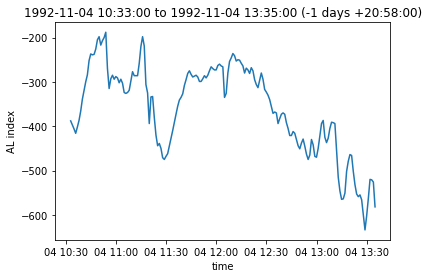 1992-11-04 10:33:00 to 1992-11-04 13:35:00 (-1 days +20:58:00)
−200
−300
−400
−500
−600
AL index
04 10:30 04 11:00 04 11:30 04 12:00 04 12:30 04 13:00 04 13:30
time